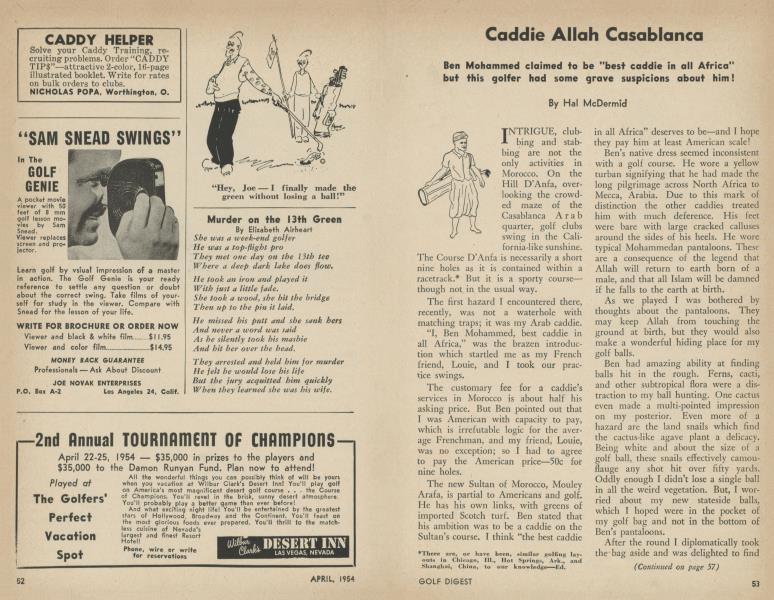 CADDY HELPER
Solve your Caddy Training, re-
cruiting problems. Order "CADDY
TIP$"—attractive 2-color, 16-page
illustrated booklet. Write for rates
on bulk orders to clubs.
NICHOLAS POPA, Worthington, O.
"SAM SNEAD SWINGS"
In The
GOLF
GENIE
A pocket movie
viewer with 50
feet of 8 mm
golf lesson mo-
vies by Sam
Snead.
Viewer replaces
screen and pro-
jector.
Learn golf by vsiual impression of a master
in action. The Golf Genie is your ready
reference to settle any question or doubt
about the correct swing. Take films of your-
self for study in the viewer. Compare with
Snead for the lesson of your life.
WRITE FOR BROCHURE OR ORDER NOW
Viewer and black & white film.....$11.95
Viewer and color film.....$14.95
MONEY BACK GUARANTEE
Professionals — Ask About Discount
JOE NOVAK ENTERPRISES
P.O. Box A-2 Los Angeles 24, Calif.
"Hey, Joe — I finally made the
green without losing a ball!"
Murder on the 13th Green
By Elizabeth Airheart
She was a week-end golfer
He was a top-flight pro
They met one day on the 13th tee
Where a deep dark lake does flow.
He took an iron and played it
With just a little fade.
She took a wood, she hit the bridge
Then up to the pin it laid.
He missed his putt and she sank hers
And never a word was said
As he silently took his mashie
And hit her over the head.
They arrested and held him for murder
He felt he would lose his life
But the jury acquitted him quickly
When they learned she was his wife.
2nd Annual TOURNAMENT OF CHAMPIONS
April 22-25, 1954 — $35,000 in prizes to the players and
$35,000 to the Damon Runyan Fund. Plan now to attend!
Played at
The Golfers'
Perfect
Vacation
Spot
All the wonderful things you can possibly think of will be yours
when you vacation at Wilbur Clark's Desert Inn! You'll play golf
on America's most magnificent desert golf course . . . the Course
of Champions. You'll revel in the brisk, sunny desert atmosphere.
You'll probably play a better game than ever before!
And what exciting night life! You'll be entertained by the greatest
stars of Hollywood, Broadway and the Continent. You'll feast on
the most glorious foods ever prepared. You'll thrill to the match-
less cuisine of Nevada's
largest and finest Resort
Hotel!
Phone, wire or write
for reservations
Wilbur Clark's DESERT INN
LAS VEGAS, NEVADA
52
APRIL, 1954
Caddie Allah Casablanca
Ben Mohammed claimed to be "best caddie in all Africa"
but this golfer had some grave suspicions about him!
By Hal McDermid
INTRIGUE, club-
bing and stab-
bing are not the
only activities in
Morocco. On the
Hill D'Anfa, over-
looking the crowd-
ed maze of the
Casablanca Arab
quarter, golf clubs
swing in the Cali-
fornia-like sunshine.
The Course D'Anfa is necessarily a short
nine holes as it is contained within a
racetrack.* But it is a sporty course—
though not in the usual way.
The first hazard I encountered there,
recently, was not a waterhole with
matching traps; it was my Arab caddie.
"I, Ben Mohammed, best caddie in
all Africa," was the brazen introduc-
tion which startled me as my French
friend, Louie, and I took our prac-
tice swings.
The customary fee for a caddie's
services in Morocco is about half his
asking price. But Ben pointed out that
I was American with capacity to pay,
which is irrefutable logic for the aver-
age Frenchman, and my friend, Louie,
was no exception; so I had to agree
to pay the American price—50c for
nine holes.
The new Sultan of Morocco, Mouley
Arafa, is partial to Americans and golf.
He has his own links, with greens of
imported Scotch turf. Ben stated that
his ambition was to be a caddie on the
Sultan's course. I think "the best caddie
*There are, or have been, similar golfing lay-
outs in Chicago, Ill., Hot Springs, Ark., and
Shanghai, China, to our knowledge—Ed.
in all Africa" deserves to be—and I hope
they pay him at least American scale!
Ben's native dress seemed inconsistent
with a golf course. He wore a yellow
turban signifying that he had made the
long pilgrimage across North Africa to
Mecca, Arabia. Due to this mark of
distinction the other caddies treated
him with much deference. His feet
were bare with large cracked calluses
around the sides of his heels. He wore
typical Mohammedan pantaloons. These
are a consequence of the legend that
Allah will return to earth born of a
male, and that all Islam will be damned
if he falls to the earth at birth.
As we played I was bothered by
thoughts about the pantaloons. They
may keep Allah from touching the
ground at birth, but they would also
make a wonderful hiding place for my
golf balls.
Ben had amazing ability at finding
balls hit in the rough. Ferns, cacti,
and other subtropical flora were a dis-
traction to my ball hunting. One cactus
even made a multi-pointed impression
on my posterior. Even more of a
hazard are the land snails which find
the cactus-like agave plant a delicacy.
Being white and about the size of a
golf ball, these snails effectively camou-
flauge any shot hit over fifty yards.
Oddly enough I didn't lose a single ball
in all the weird vegetation. But, I wor-
ried about my new stateside balls,
which I hoped were in the pocket of
my golf bag and not in the bottom of
Ben's pantaloons.
After the round I diplomatically took
the bag aside and was delighted to find
(Continued on page 57)
GOLF DIGEST
53